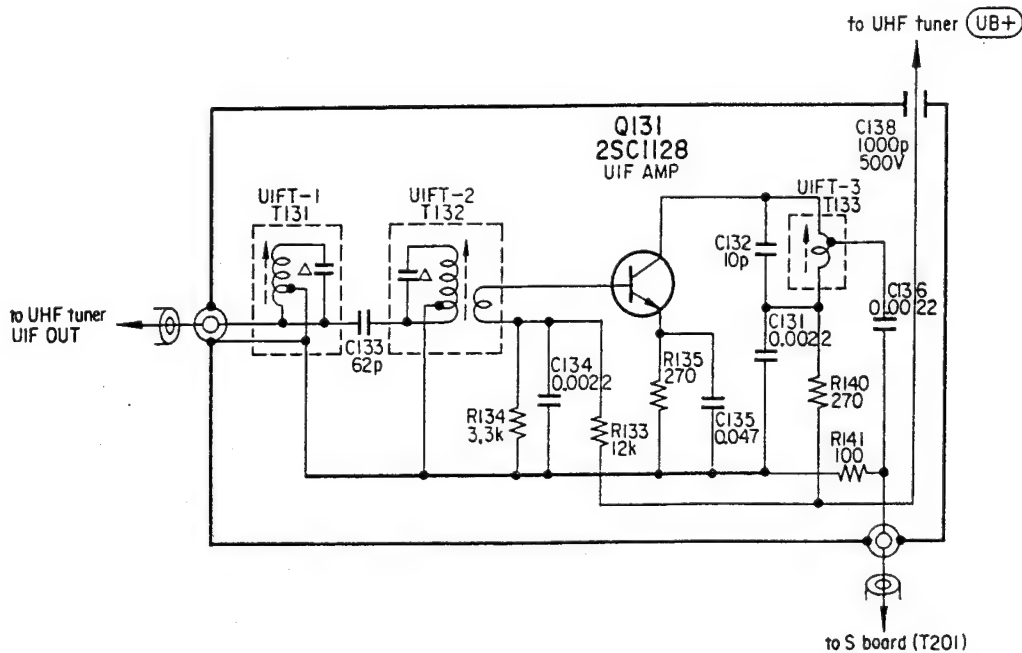 to UHF tuner UB+
Q131
2SC1128
UIF AMP
C138
1000p
500V
UIFT-1
T131
UIFT-2
T132
UIFT-3
T133
Δ
Δ
C132
10p
C136
0.0022
to UHF tuner
UIF OUT
C133
62p
C134
0.0022
R135
270
C131
0.0022
R134
3.3k
R133
12k
C135
0.047
R140
270
R141
100
to S board (T201)